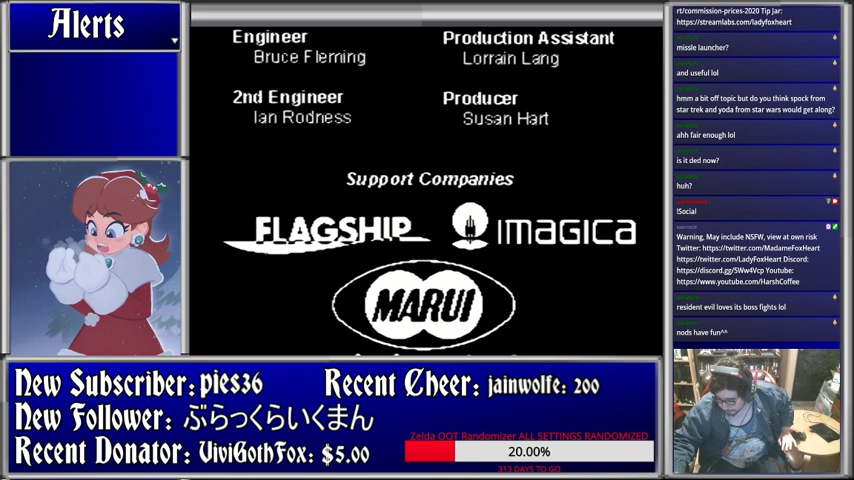 Alerts
Engineer
Bruce Fleming
Production Assistant
Lorrain Lang
2nd Engineer
Ian Rodness
Producer
Susan Hart
Support Companies
FLAGSHIP
IMAGICA
MARUI
rt/commission-prices-2020 Tip Jar:
https://streamlabs.com/ladyfoxheart
missle launcher?
and useful lol
hmm a bit off topic but do you think spock from
star trek and yoda from star wars would get along?
ahh fair enough lol
is it ded now?
huh?
!Social
Warning, May include NSFW, view at own risk
Twitter: https://twitter.com/MadameFoxHeart
https://twitter.com/LadyFoxHeart Discord:
https://discord.gg/5Ww4Vcp Youtube:
https://www.youtube.com/HarshCoffee
resident evil loves its boss fights lol
nods have fun^^
New Subscriber: pies36
Recent Cheer: jainwolfe: 200
New Follower: ぶらっくらいくまん
Recent Donator: ViviGothFox: $5.00
Zelda OOT Randomizer ALL SETTINGS RANDOMIZED
20.00%
313 DAYS TO GO